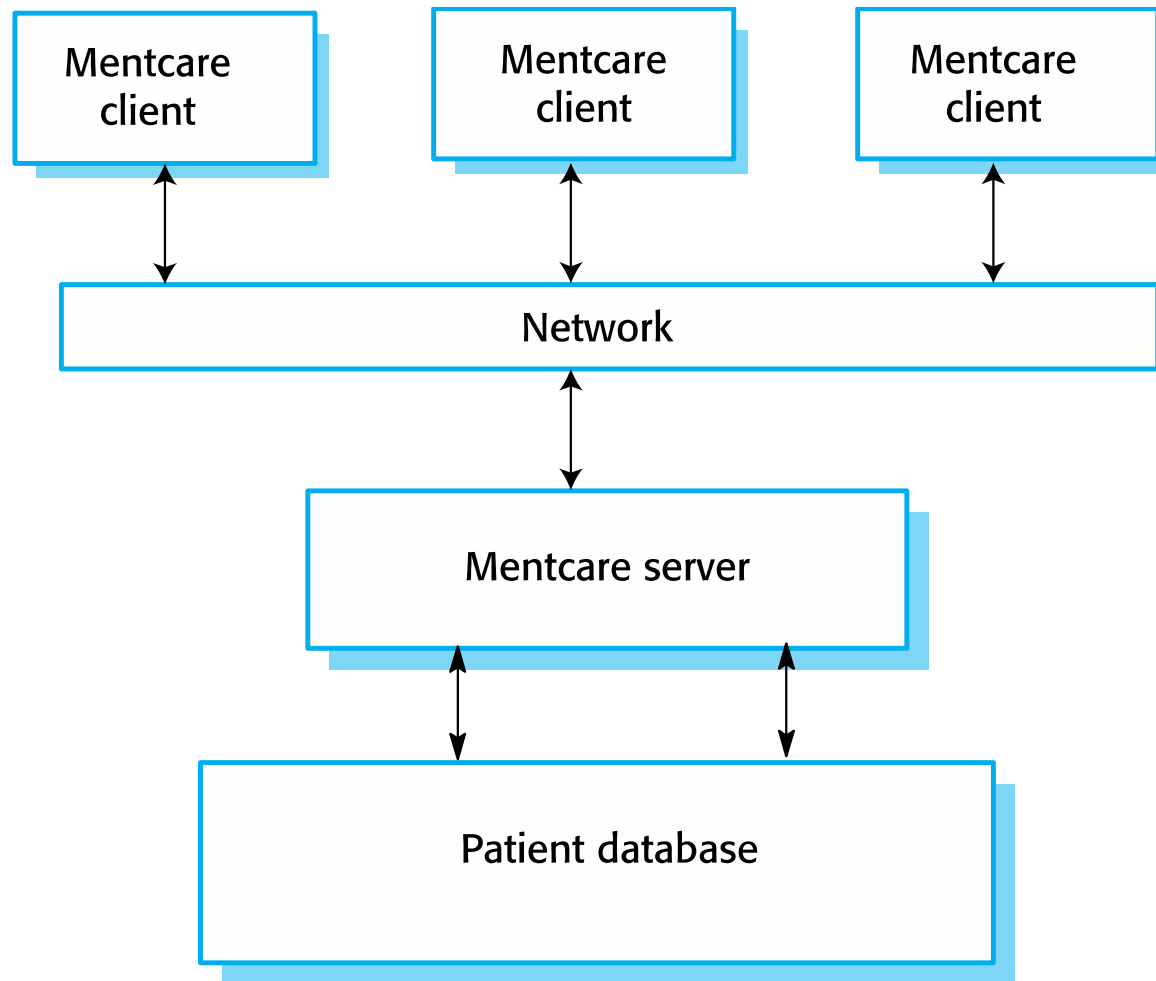 Mentcare
client
Mentcare
client
Mentcare
client
Network
Mentcare server
Patient database